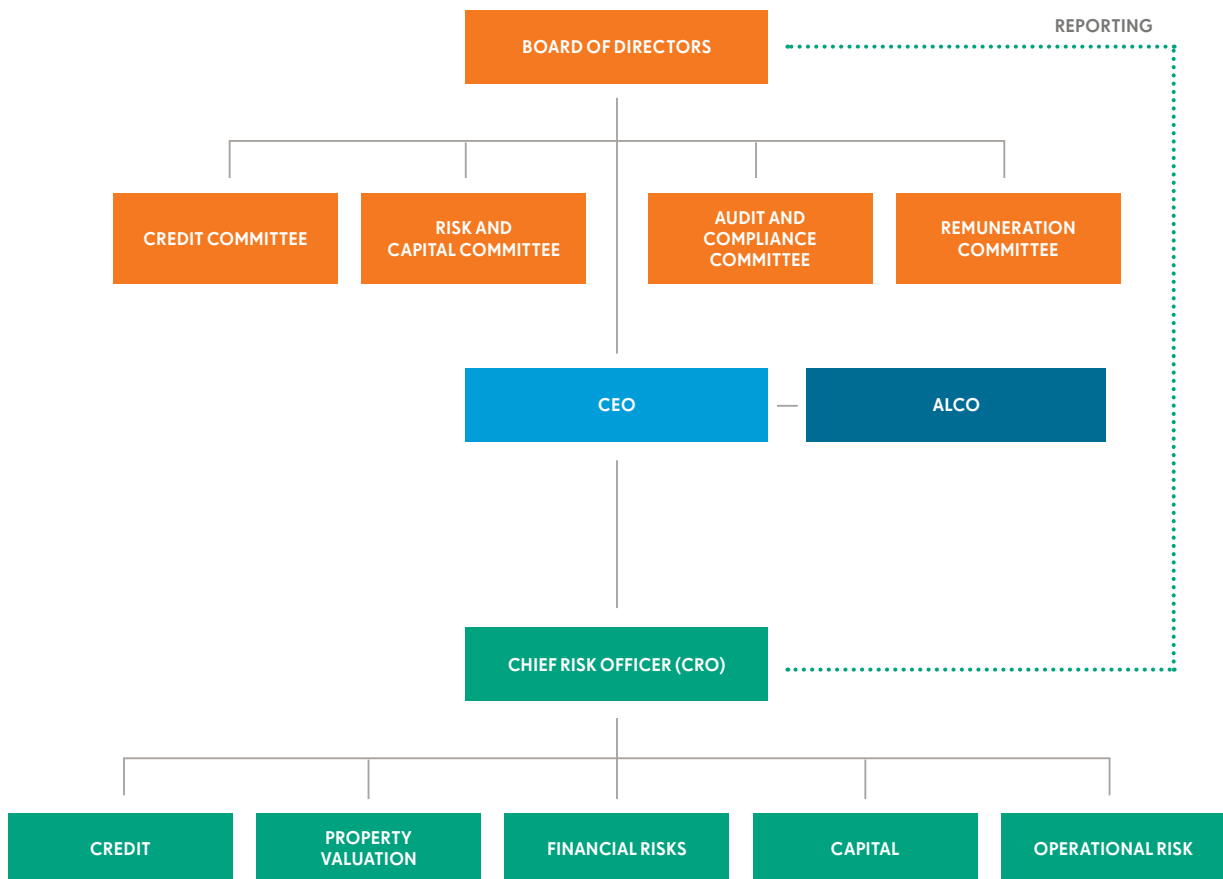 REPORTING
BOARD OF DIRECTORS
CREDIT COMMITTEE
RISK AND
CAPITAL COMMITTEE
AUDIT AND
COMPLIANCE
COMMITTEE
REMUNERATION
COMMITTEE
CEO
ALCO
CHIEF RISK OFFICER (CRO)
CREDIT
PROPERTY
VALUATION
FINANCIAL RISKS
CAPITAL
OPERATIONAL RISK